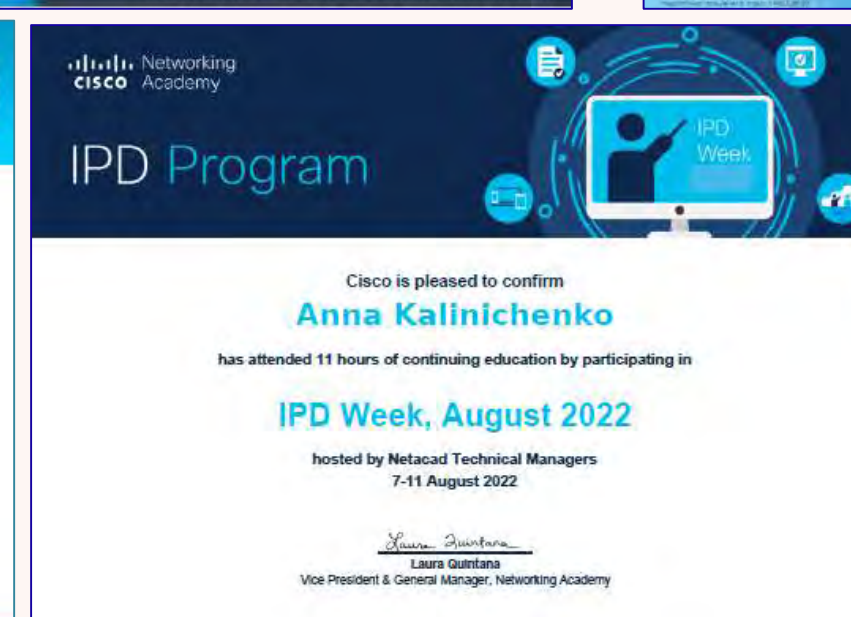 Networking
CISCO Academy
IPD Program
IPD
Week
Cisco is pleased to confirm
Anna Kalinichenko
has attended 11 hours of continuing education by participating in
IPD Week, August 2022
hosted by Netacad Technical Managers
7-11 August 2022
Laura Quintana
Laura Quintana
Vice President & General Manager, Networking Academy